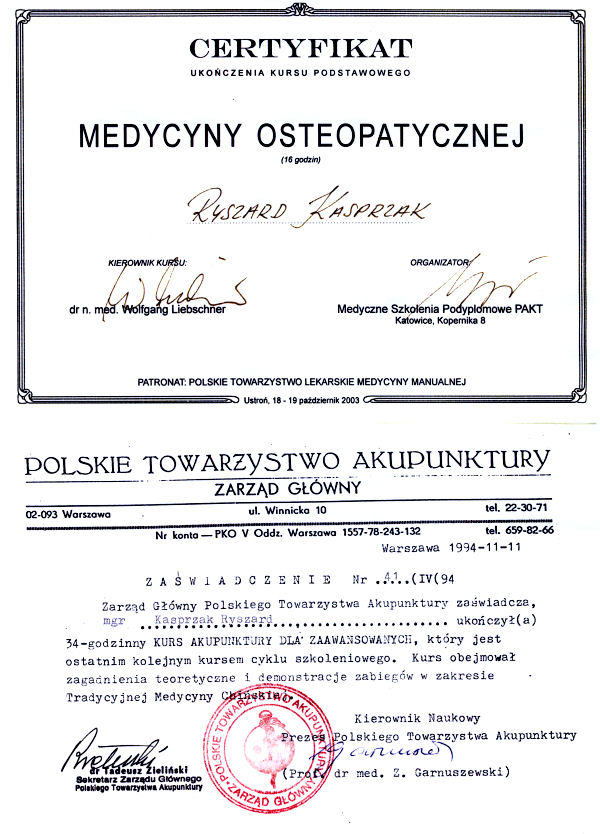 CERTYFIKAT
UKOŃCZENIA KURSU PODSTAWOWEGO
MEDYCYNY OSTEOPATYCZNEJ
(16 godzin)
RYSZARD KASPRZAK
KIEROWNIK KURSU:
ORGANIZATOR:
dr n. med. Wolfgang Liebschner
Medyczne Szkolenia Podyplomowe PAKT
Katowice, Kopernika 8
PATRONAT: POLSKIE TOWARZYSTWO LEKARSKIE MEDYCYNY MANUALNEJ
Ustroń, 18 - 19 październik 2003
POLSKIE TOWARZYSTWO AKUPUNKTURY
ZARZĄD GŁÓWNY
02-093 Warszawa ul. Winnicka 10 tel. 22-30-71
Nr konta — PKO V Oddz. Warszawa 1557-78-243-132 tel. 659-82-66
Warszawa 1994-11-11
ZAŚWIADCZENIE Nr .41..(IV(94
Zarząd Główny Polskiego Towarzystwa Akupunktury zaświadcza,
mgr Kasprzak Ryszard ukończył(a)
34-godzinny KURS AKUPUNKTURY DLA ZAAWANSOWANYCH, który jest
ostatnim kolejnym kursem cyklu szkoleniowego. Kurs obejmował
zagadnienia teoretyczne i demonstracje zabiegów w zakresie
Tradycyjnej Medycyny Chińskiej.
POLSKIE TOWARZYSTWO AKUPUNKTURY
ZARZĄD GŁÓWNY
Kierownik Naukowy
Prezes Polskiego Towarzystwa Akupunktury
(Prof. dr med. Z. Garnuszewski)
dr Tadeusz Zieliński
Sekretarz Zarządu Głównego
Polskiego Towarzystwa Akupunktury